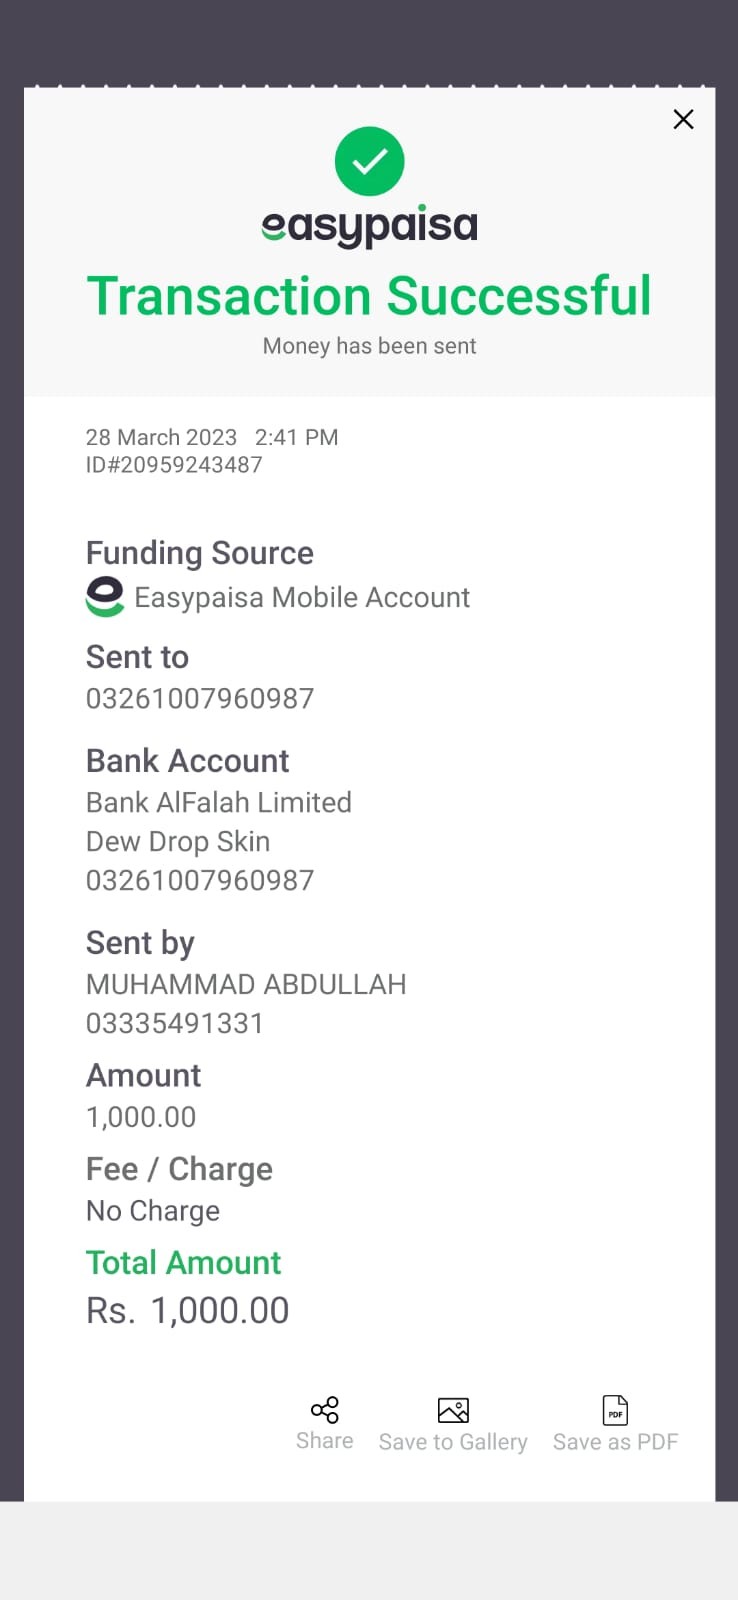 easypaisa
Transaction Successful
Money has been sent
28 March 2023 2:41 PM
ID#20959243487
Funding Source
Easypaisa Mobile Account
Sent to
03261007960987
Bank Account
Bank AlFalah Limited
Dew Drop Skin
03261007960987
Sent by
MUHAMMAD ABDULLAH
03335491331
Amount
1,000.00
Fee / Charge
No Charge
Total Amount
Rs. 1,000.00
PDF
Share Save to Gallery Save as PDF